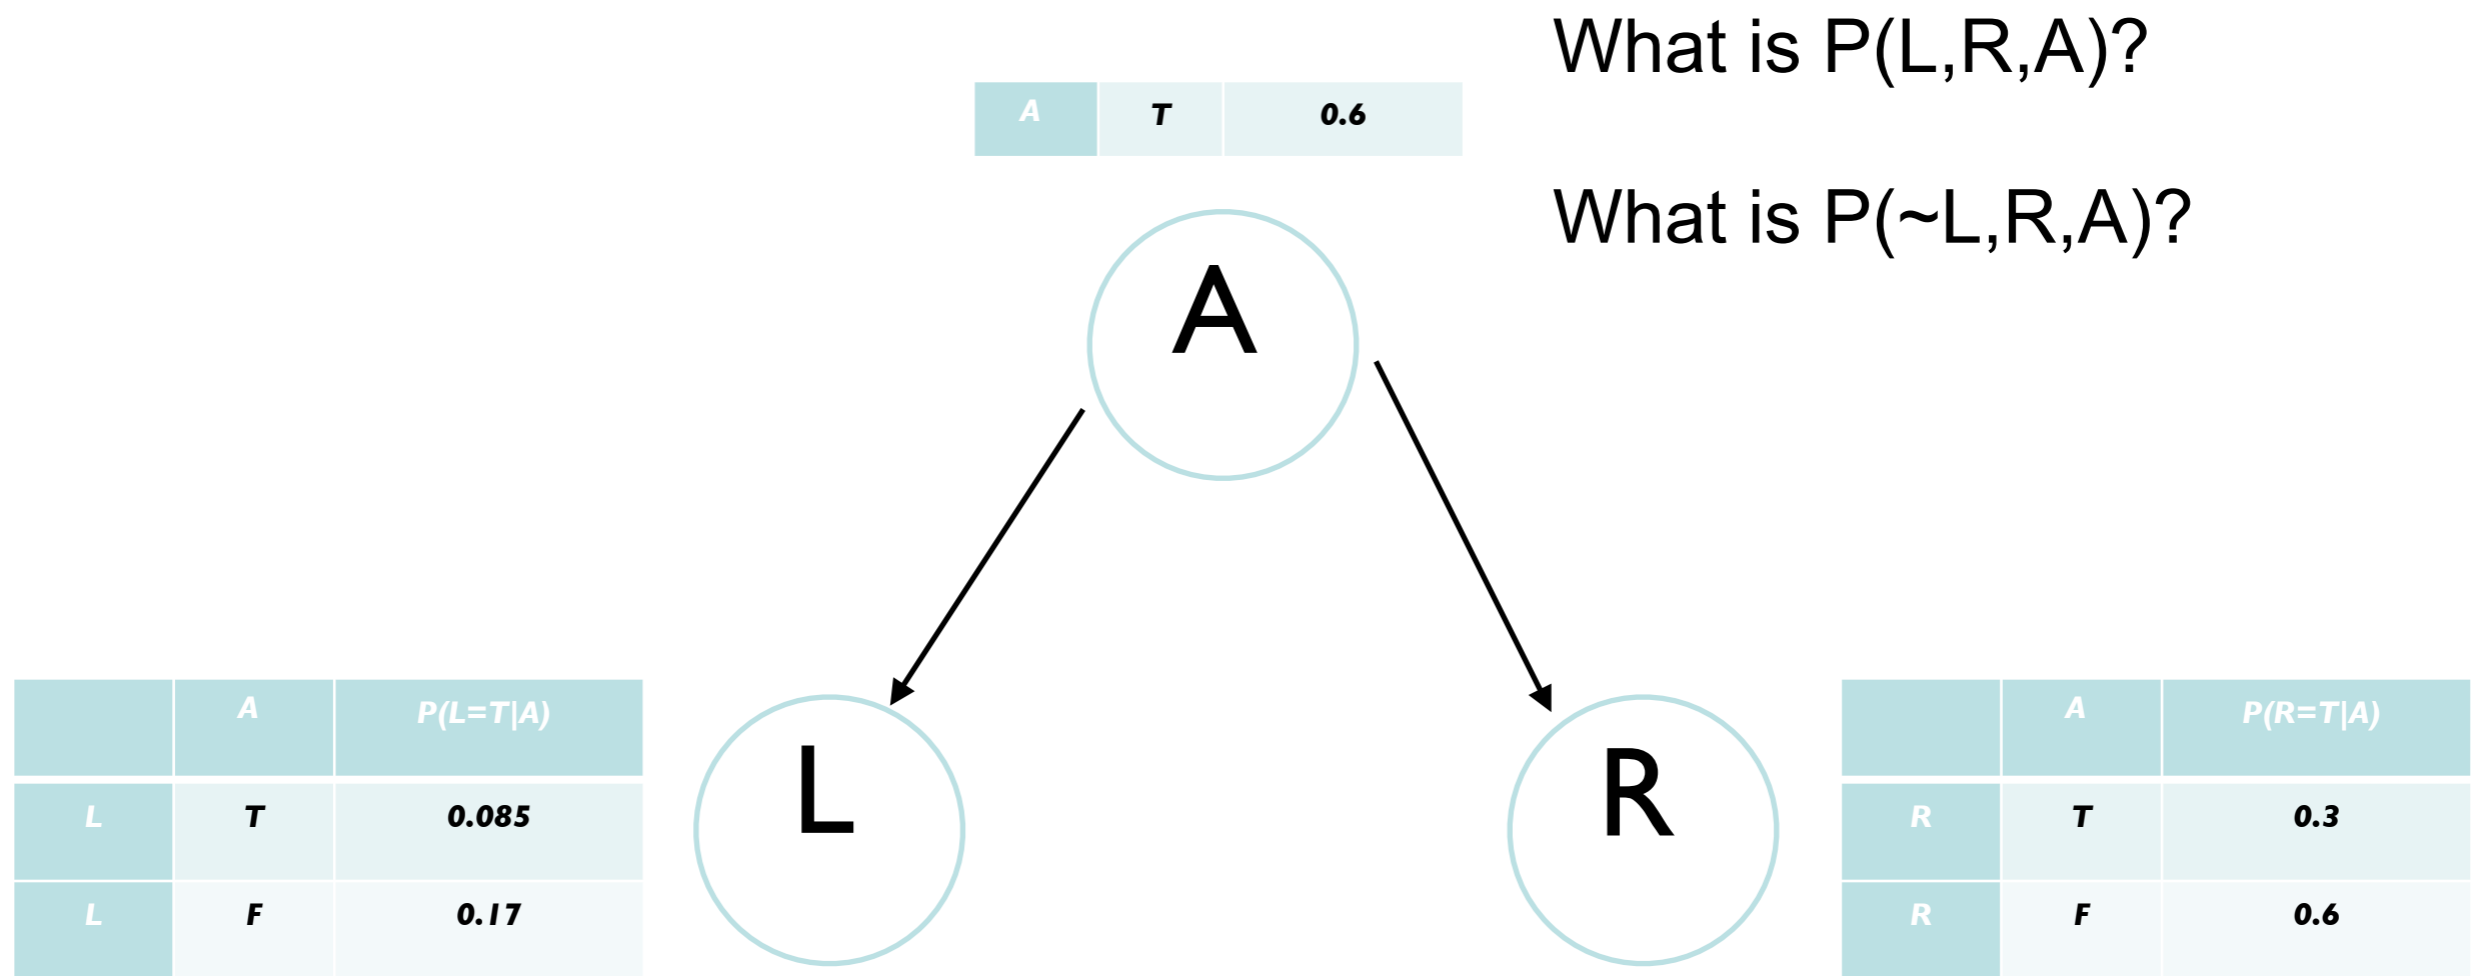 What is P(L,R,A)?
A T 0.6
What is P(~L,R,A)?
A
L
R
A P(L=T|A)
L T 0.085
L F 0.17
A P(R=T|A)
R T 0.3
R F 0.6